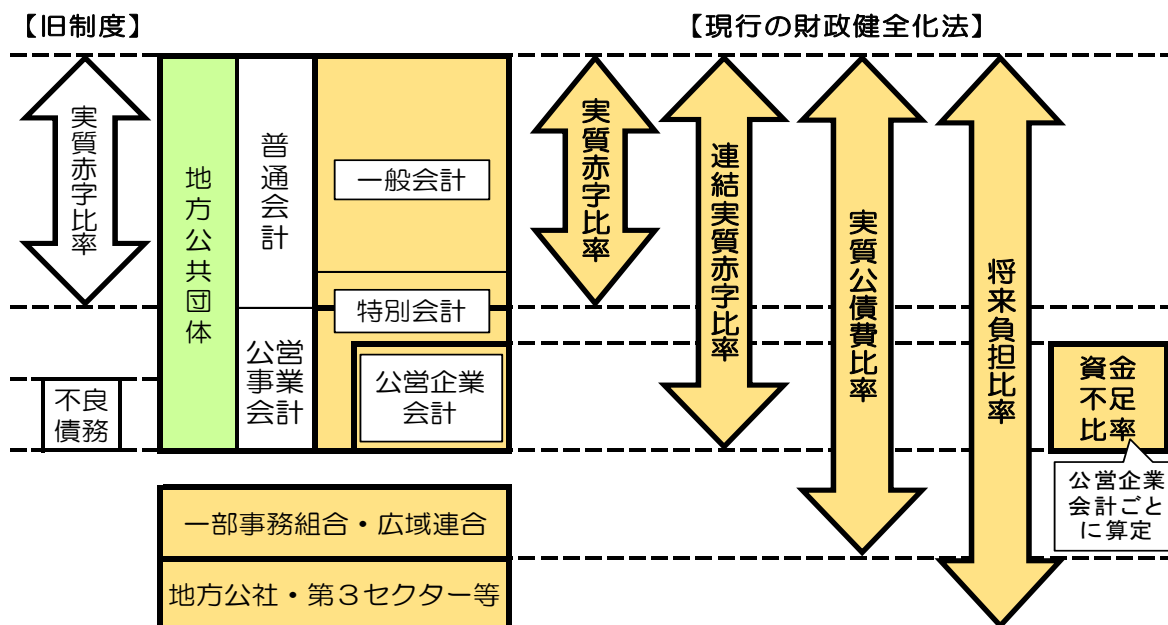 【旧制度】
【現行の財政健全化法】
実質赤字比率
地方公共団体
普通会計
一般会計
実質赤字比率
連結実質赤字比率
実質公債費比率
将来負担比率
特別会計
公営
事業
会計
公営企業
会計
不良
債務
資金
不足
比率
公営企業
会計ごと
に算定
一部事務組合・広域連合
地方公社・第３セクター等